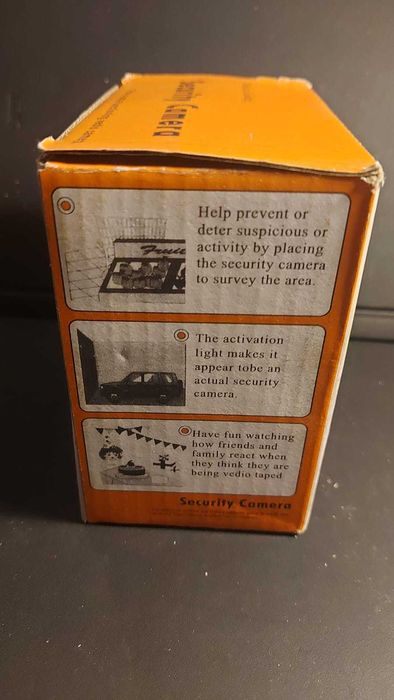 Security Camera
Help prevent or
deter suspicious or
activity by placing
the security camera
to survey the area.
Fruit
The activation
light makes it
appear tobe an
actual security
camera.
Have fun watching
how friends and
family react when
they think they are
being vedio taped
Security Camera